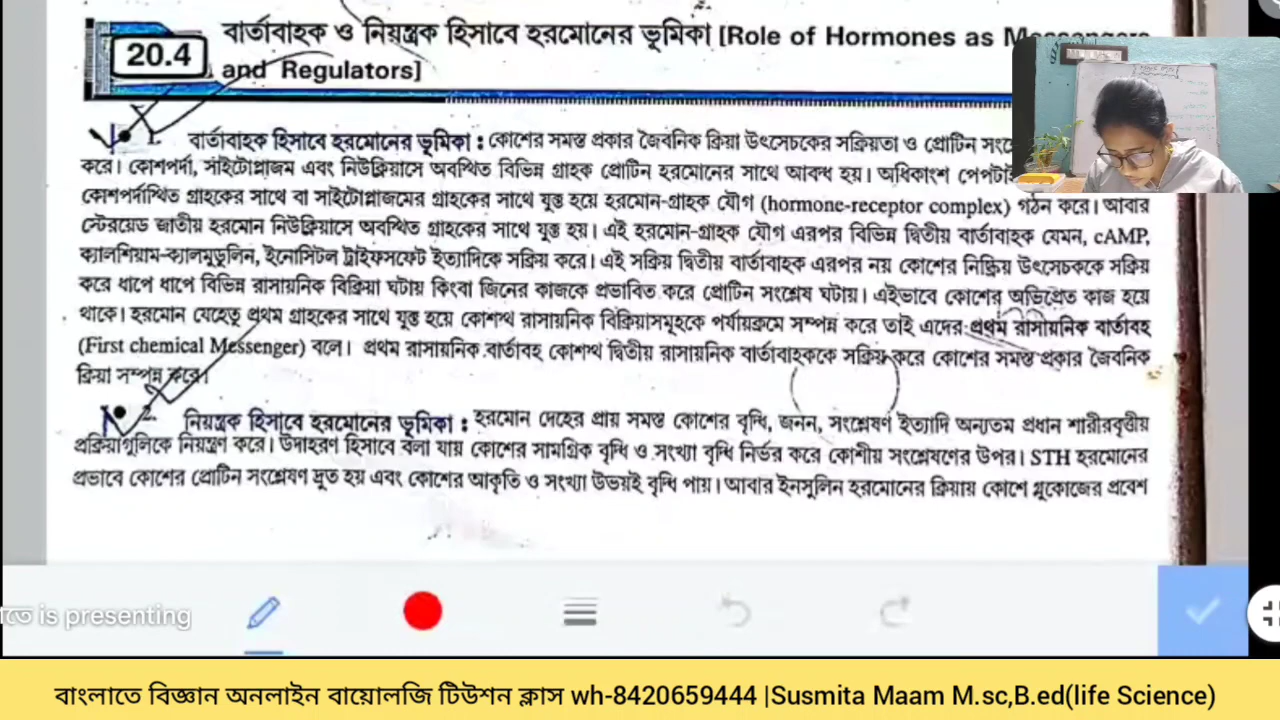 20.4
বার্তাবাহক ও নিয়ন্ত্রক হিসাবে হরমোনের ভূমিকা [Role of Hormones as Messengers
and Regulators]
1. বার্তাবাহক হিসাবে হরমোনের ভূমিকা : কোশের সমস্ত প্রকার জৈবনিক ক্রিয়া উৎসেচকের সক্রিয়তা ও প্রোটিন
করে। কোশপর্দা, সাইটোপ্লাজম এবং নিউক্লিয়াসে অবস্থিত বিভিন্ন গ্রাহক প্রোটিন হরমোনের সাথে আবদ্ধ হয়। অধিকাংশ
কোশপর্দাস্থিত গ্রাহকের সাথে বা সাইটোপ্লাজমের গ্রাহকের সাথে যুক্ত হয়ে হরমোন-গ্রাহক যৌগ (hormone-receptor complex) গঠন করে। আবার
স্টেরয়েড জাতীয় হরমোন নিউক্লিয়াসে অবস্থিত গ্রাহকের সাথে যুক্ত হয়। এই হরমোন-গ্রাহক যৌগ এরপর বিভিন্ন দ্বিতীয় বার্তাবাহক যেমন, cAMP,
ক্যালশিয়াম-ক্যালমুডুলিন, ইনোসিটল ট্রাইফসফেট ইত্যাদিকে সক্রিয় করে। এই সক্রিয় দ্বিতীয় বার্তাবাহক এরপর নয় কোশের নিষ্ক্রিয় উৎসেচককে সক্রিয়
করে ধাপে ধাপে বিভিন্ন রাসায়নিক বিক্রিয়া ঘটায় কিংবা জিনের কাজকে প্রভাবিত করে প্রোটিন সংশ্লেষ ঘটায়। এইভাবে কোশের অভিপ্রেত কাজ হয়ে
থাকে। হরমোন যেহেতু প্রথম গ্রাহকের সাথে যুক্ত হয়ে কোশস্থ রাসায়নিক বিক্রিয়াসমূহকে পর্যায়ক্রমে সম্পন্ন করে তাই এদের প্রথম রাসায়নিক বার্তাবহ
(First chemical Messenger) বলে। প্রথম রাসায়নিক বার্তাবহ কোশস্থ দ্বিতীয় রাসায়নিক বার্তাবাহককে সক্রিয় করে কোশের সমস্ত প্রকার জৈবনিক
ক্রিয়া সম্পন্ন করে।
2. নিয়ন্ত্রক হিসাবে হরমোনের ভূমিকা : হরমোন দেহের প্রায় সমস্ত কোশের বৃদ্ধি, জনন, সংশ্লেষণ ইত্যাদি অন্যতম প্রধান শারীরবৃত্তীয়
প্রক্রিয়াগুলিকে নিয়ন্ত্রণ করে। উদাহরণ হিসাবে বলা যায় কোশের সামগ্রিক বৃদ্ধি ও সংখ্যা বৃদ্ধি নির্ভর করে কোশীয় সংশ্লেষণের উপর। STH হরমোনের
প্রভাবে কোশের প্রোটিন সংশ্লেষণ দ্রুত হয় এবং কোশের আকৃতি ও সংখ্যা উভয়ই বৃদ্ধি পায়। আবার ইনসুলিন হরমোনের ক্রিয়ায় কোশে গ্লুকোজের প্রবেশ
is presenting
বাংলাতে বিজ্ঞান অনলাইন বায়োলজি টিউশন ক্লাস wh-8420659444 |Susmita Maam M.sc,B.ed(life Science)